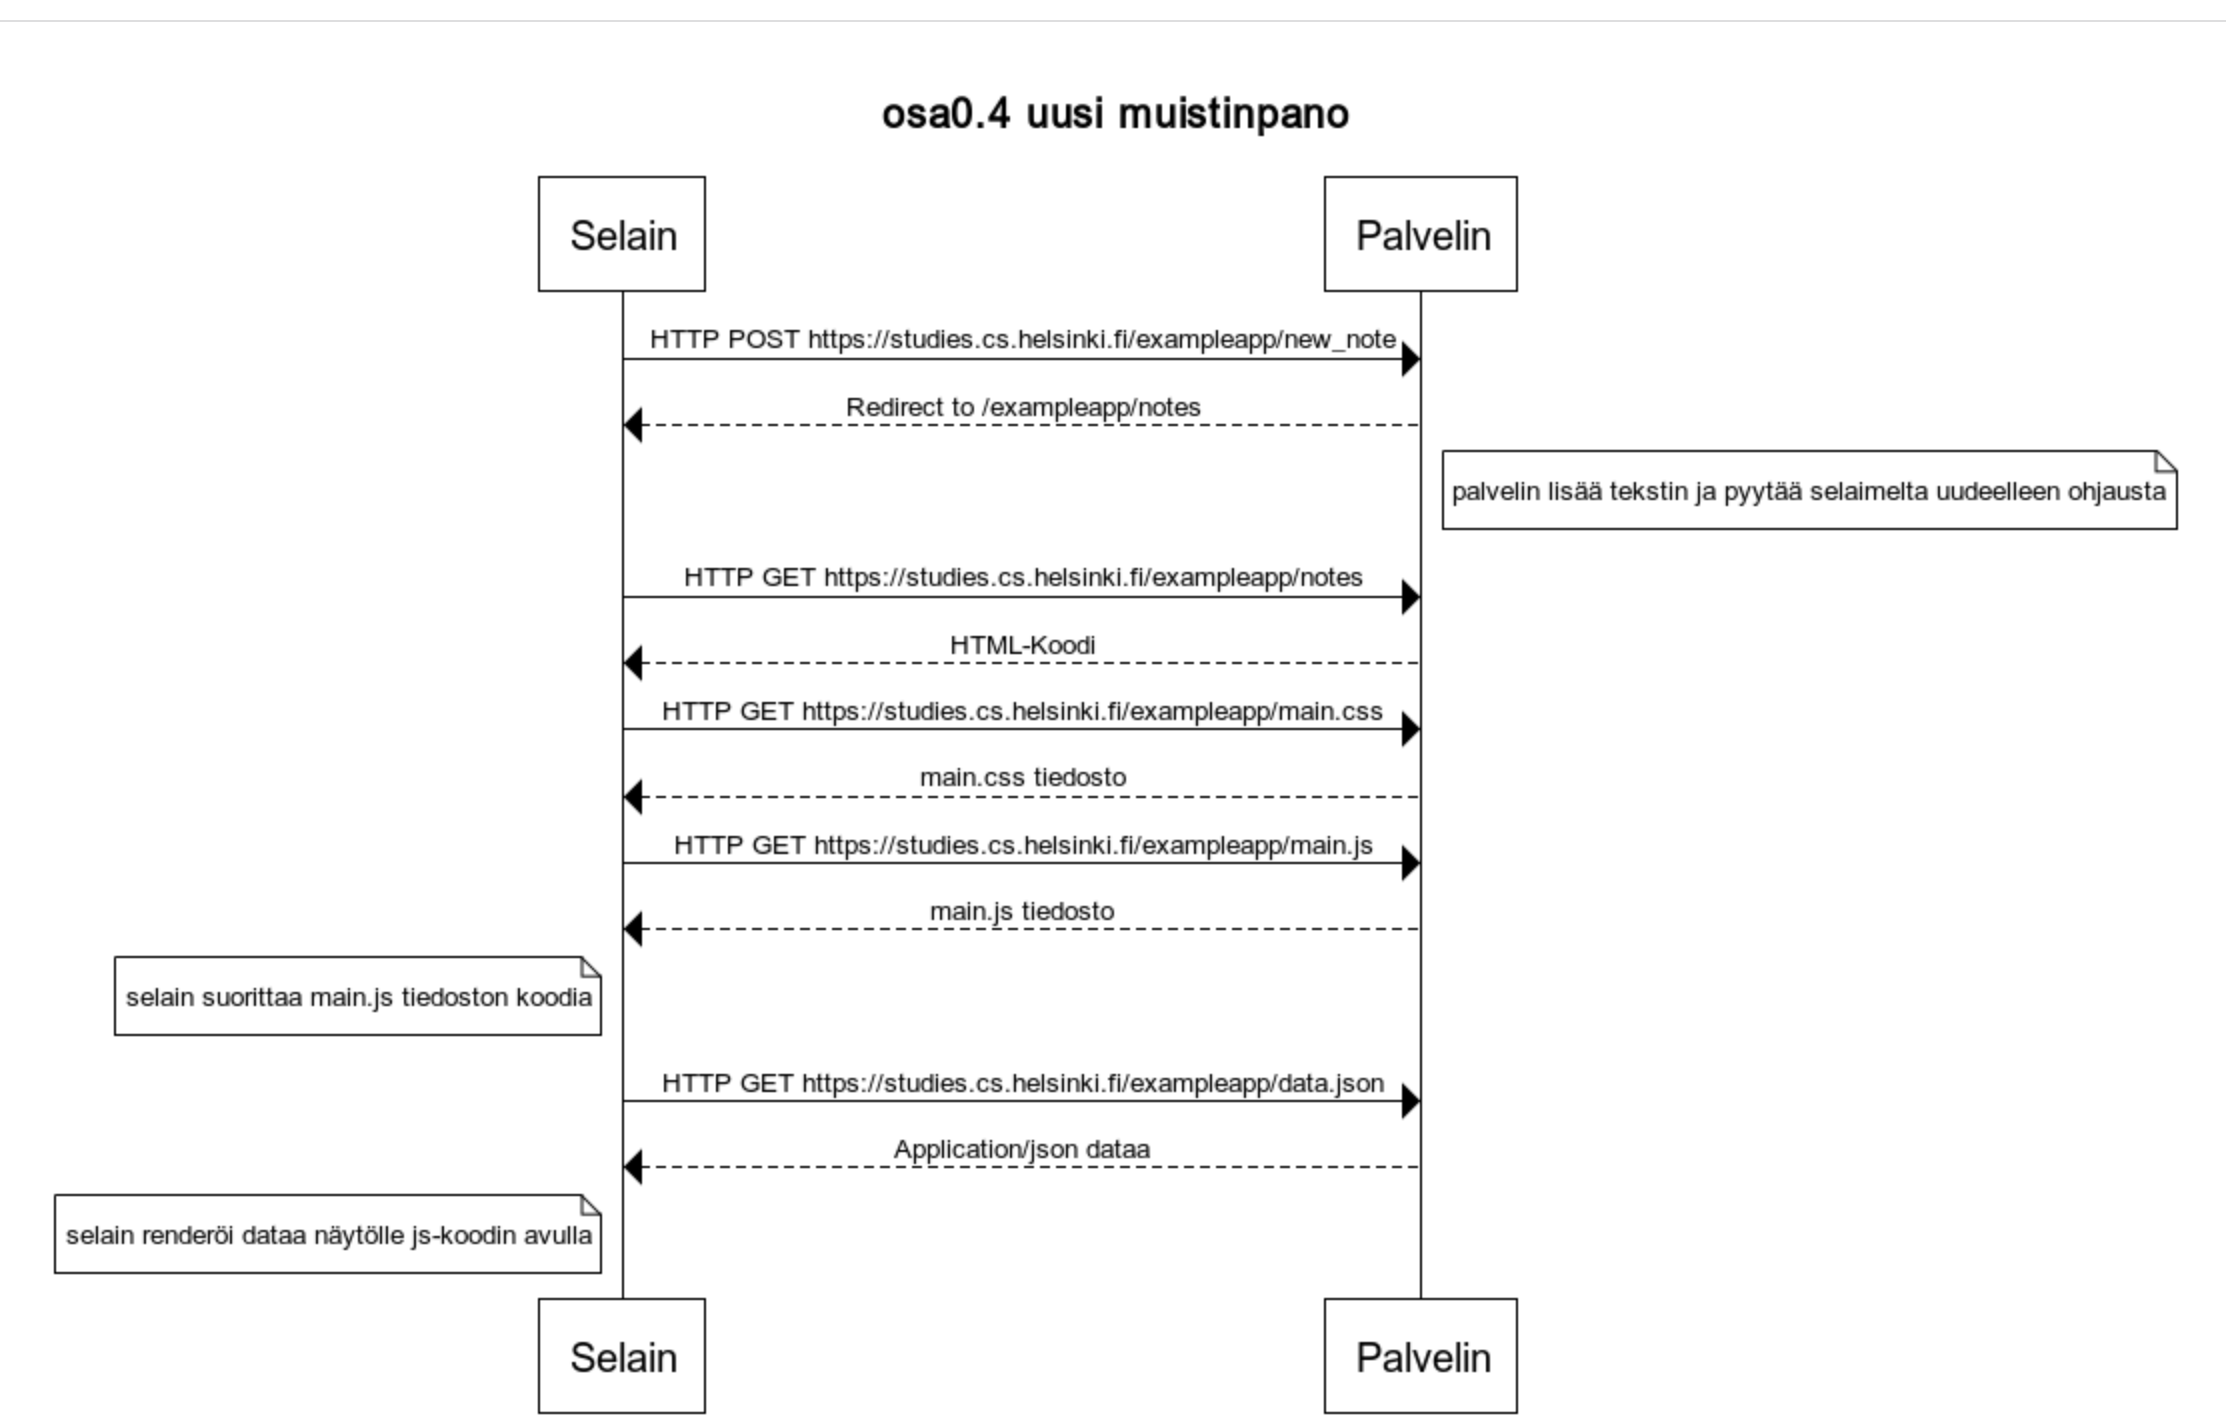 osa0.4 uusi muistinpano
Selain
Palvelin
HTTP POST https://studies.cs.helsinki.fi/exampleapp/new_note
Redirect to /exampleapp/notes
palvelin lisää tekstin ja pyytää selaimelta uudeelleen ohjausta
HTTP GET https://studies.cs.helsinki.fi/exampleapp/notes
HTML-Koodi
HTTP GET https://studies.cs.helsinki.fi/exampleapp/main.css
main.css tiedosto
HTTP GET https://studies.cs.helsinki.fi/exampleapp/main.js
main.js tiedosto
selain suorittaa main.js tiedoston koodia
HTTP GET https://studies.cs.helsinki.fi/exampleapp/data.json
Application/json dataa
selain renderöi dataa näytölle js-koodin avulla
Selain
Palvelin